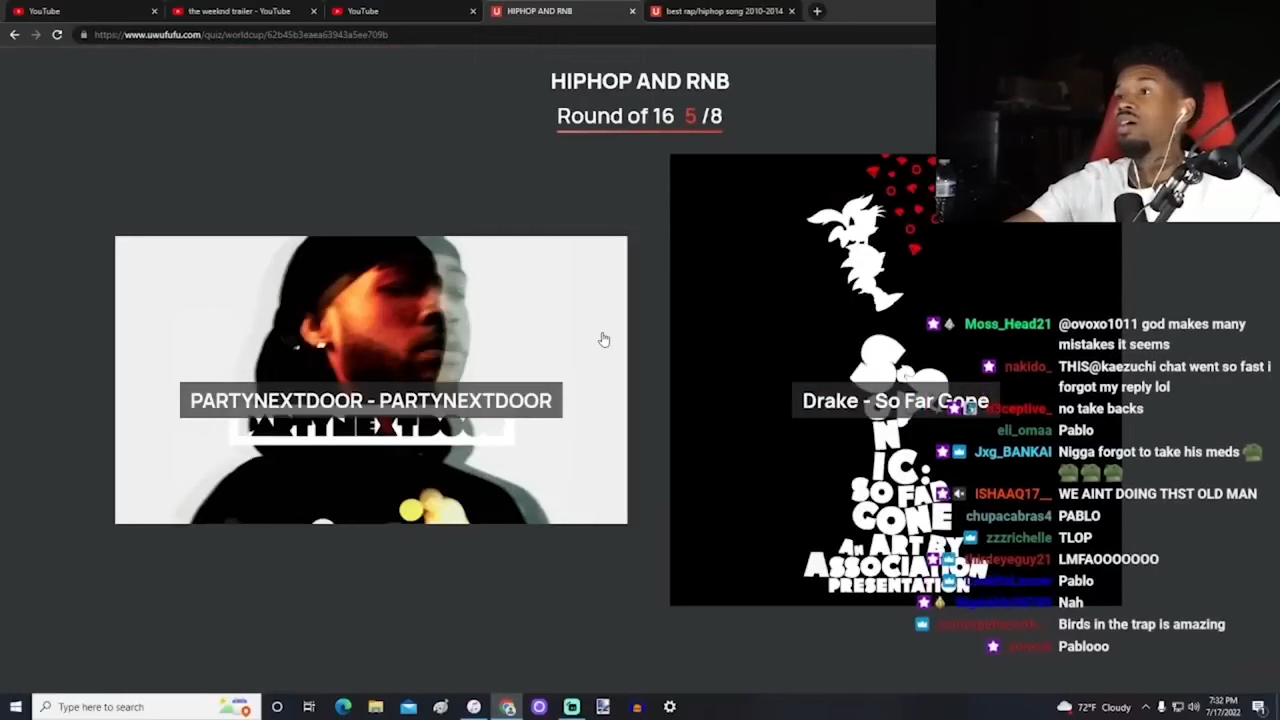 YouTube
the weeknd trailer - YouTube
YouTube
HIPHOP AND RNB
best rap/hiphop song 2010-2014
https://www.uwufufu.com/quiz/worldcup/62b45b3eaea63943a5ee709b
HIPHOP AND RNB
Round of 16 5 /8
PARTYNEXTDOOR - PARTYNEXTDOOR
PARTYNEXTDOOR
Drake - So Far Gone
SO FAR
GONE
AN ART BY
ASSOCIATION
PRESENTATION
Moss_Head21 @ovoxo1011 god makes many
mistakes it seems
nakido_ THIS@kaezuchi chat went so fast i
forgot my reply lol
no take backs
eli_omaa Pablo
Jxg_BANKAI Nigga forgot to take his meds
ISHAAQ17__ WE AINT DOING THST OLD MAN
chupacabras4 PABLO
zzzrichelle TLOP
thirdeyeguy21 LMFAOOOOOOO
Pablo
Nah
Birds in the trap is amazing
Pablooo
Type here to search
72°F Cloudy
7:32 PM
7/17/2022